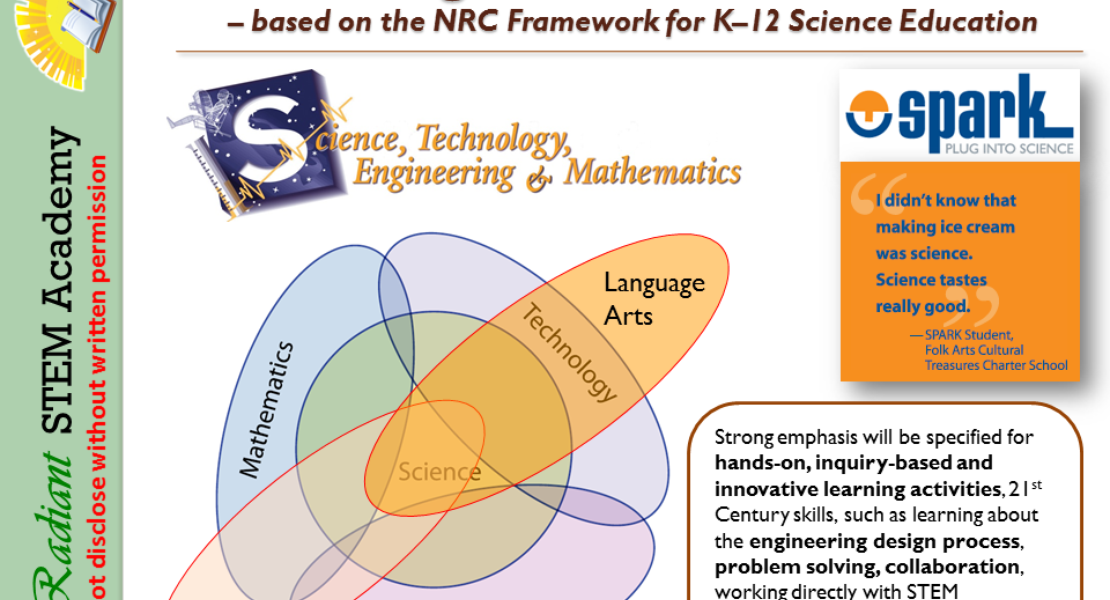 – based on the NRC Framework for K–12 Science Education
Science, Technology,
Engineering & Mathematics
spark
PLUG INTO SCIENCE
“
I didn’t know that
making ice cream
was science.
Science tastes
really good.
”
— SPARK Student,
Folk Arts Cultural
Treasures Charter School
Language
Arts
Technology
Mathematics
Science
Strong emphasis will be specified for
hands-on, inquiry-based and
innovative learning activities, 21st
Century skills, such as learning about
the engineering design process,
problem solving, collaboration,
working directly with STEM
Radiant STEM Academy
disclose without written permission